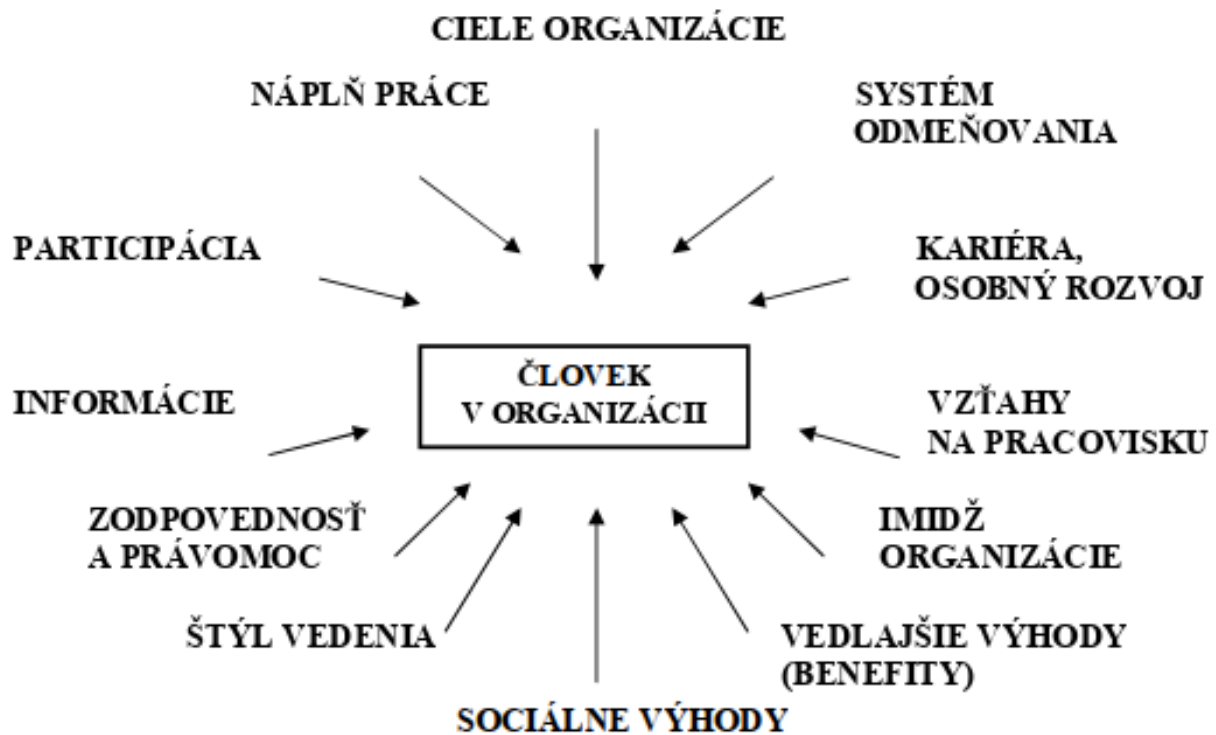 CIELE ORGANIZÁCIE
NÁPLŇ PRÁCE
SYSTÉM
ODMEŇOVANIA
PARTICIPÁCIA
KARIÉRA,
OSOBNÝ ROZVOJ
ČLOVEK
V ORGANIZÁCII
INFORMÁCIE
VZŤAHY
NA PRACOVISKU
ZODPOVEDNOSŤ
A PRÁVOMOC
IMIDŽ
ORGANIZÁCIE
ŠTÝL VEDENIA
VEDLAJŠIE VÝHODY
(BENEFITY)
SOCIÁLNE VÝHODY